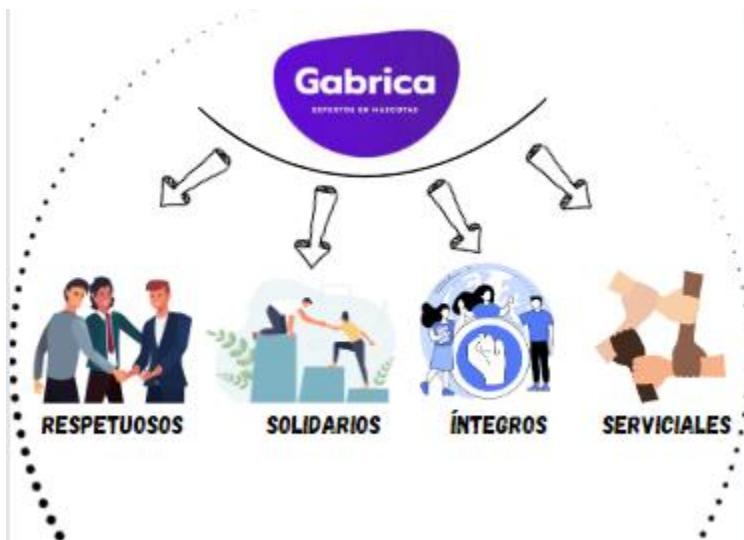 Gabrica
EXPERTOS EN MASCOTAS
RESPETUOSOS
SOLIDARIOS
ÍNTEGROS
SERVICIALES